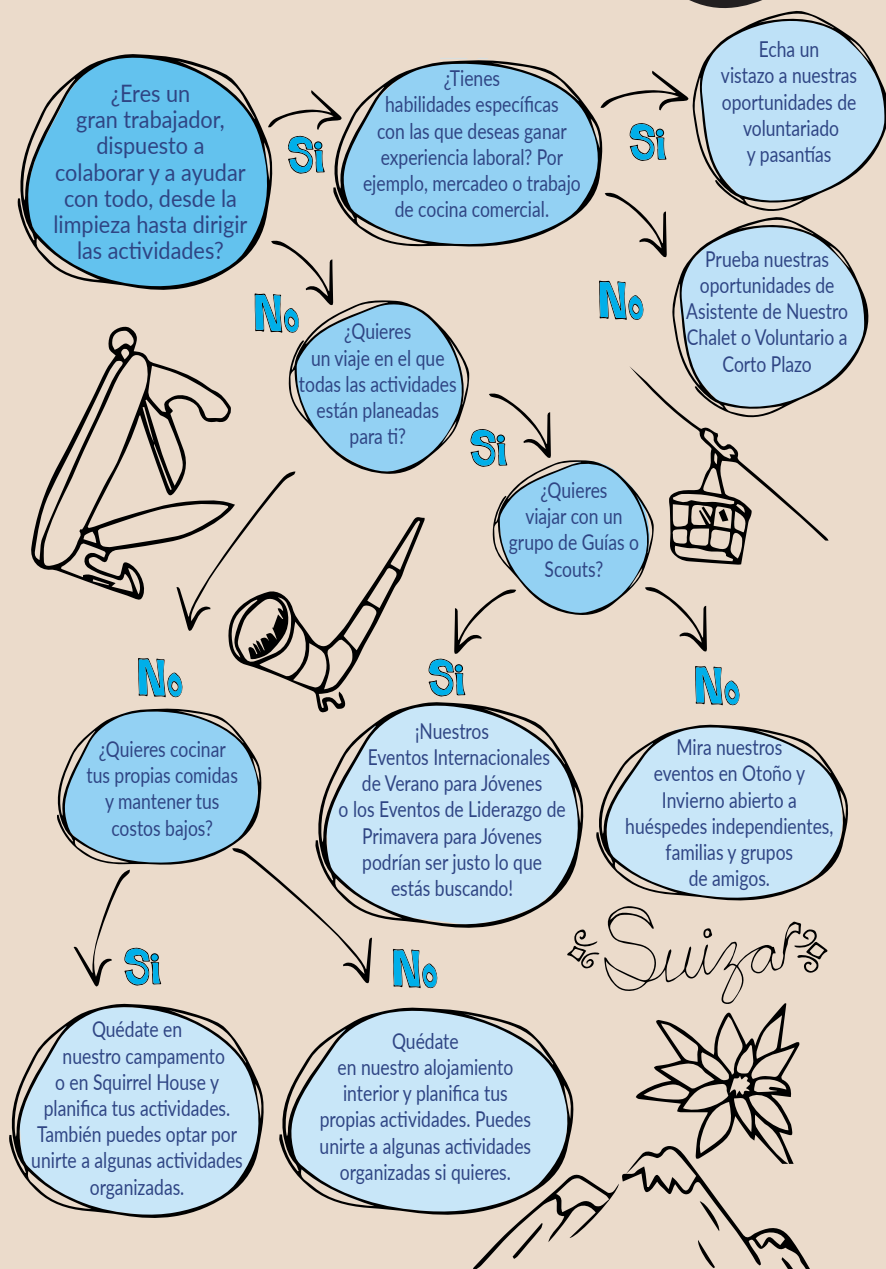 ¿Eres un
gran trabajador,
dispuesto a
colaborar y a ayudar
con todo, desde la
limpieza hasta dirigir
las actividades?
Si
¿Tienes
habilidades específicas
con las que deseas ganar
experiencia laboral? Por
ejemplo, mercadeo o trabajo
de cocina comercial.
Si
Echa un
vistazo a nuestras
oportunidades de
voluntariado
y pasantías
No
Prueba nuestras
oportunidades de
Asistente de Nuestro
Chalet o Voluntario a
Corto Plazo
No
¿Quieres
un viaje en el que
todas las actividades
están planeadas
para ti?
Si
¿Quieres
viajar con un
grupo de Guías o
Scouts?
No
¿Quieres cocinar
tus propias comidas
y mantener tus
costos bajos?
Si
¡Nuestros
Eventos Internacionales
de Verano para Jóvenes
o los Eventos de Liderazgo de
Primavera para Jóvenes
podrían ser justo lo que
estás buscando!
No
Mira nuestros
eventos en Otoño y
Invierno abierto a
huéspedes independientes,
familias y grupos
de amigos.
Suiza
Si
Quédate en
nuestro campamento
o en Squirrel House y
planifica tus actividades.
También puedes optar por
unirte a algunas actividades
organizadas.
No
Quédate
en nuestro alojamiento
interior y planifica tus
propias actividades. Puedes
unirte a algunas actividades
organizadas si quieres.